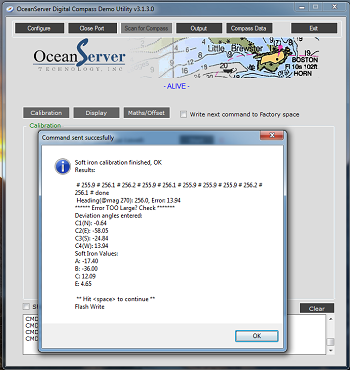 OceanServer Digital Compass Demo Utility v3.1.3.0
Configure Close Port Scan for Compass Output Compass Data Exit
OceanServer
TECHNOLOGY, INC
Little Brewster I
BOSTON
Fl 10s 102ft
HORN
- ALIVE -
Calibration Display Maths/Offset Write next command to Factory space
Calibration
Command sent succesfully
Soft iron calibration finished, OK.
Results:
# 255.9 # 256.1 # 256.2 # 255.9 # 256.1 # 255.9 # 255.9 # 255.9 # 256.2 #
256.1 # done
Heading(@mag 270): 256.0, Error: 13.94
****** Error TOO Large? Check *******
Deviation angles entered:
C1(N): -0.64
C2(E): -58.05
C3(S): -24.84
C4(W): 13.94
Soft Iron Values:
A: -17.40
B: -36.00
C: 12.09
E: 4.65
** Hit <space> to continue **
Flash Write
OK
Clear
CMD
CMD
CMD
CMD